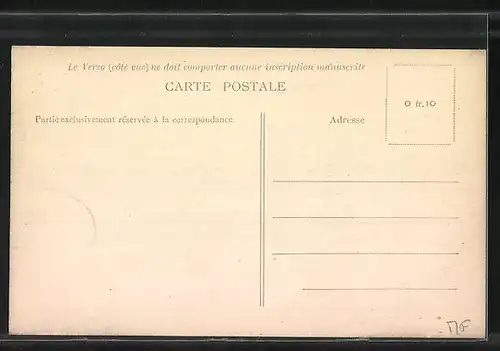 Le Verso (côté vue) ne doit comporter aucune inscription manuscrite
CARTE POSTALE
0 fr. 10
Partie exclusivement réservée à la correspondance.
Adresse